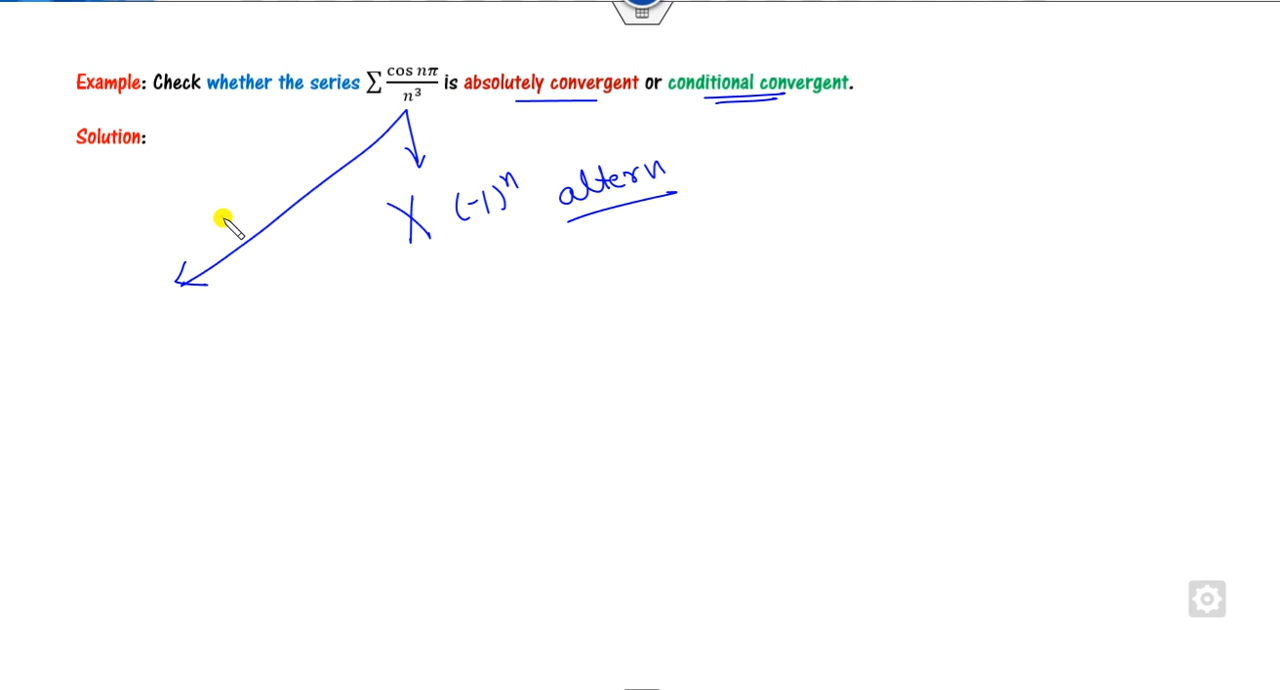 Example: Check whether the series ∑ cos nπ / n³ is absolutely convergent or conditional convergent.
Solution:
X (-1)ⁿ altern